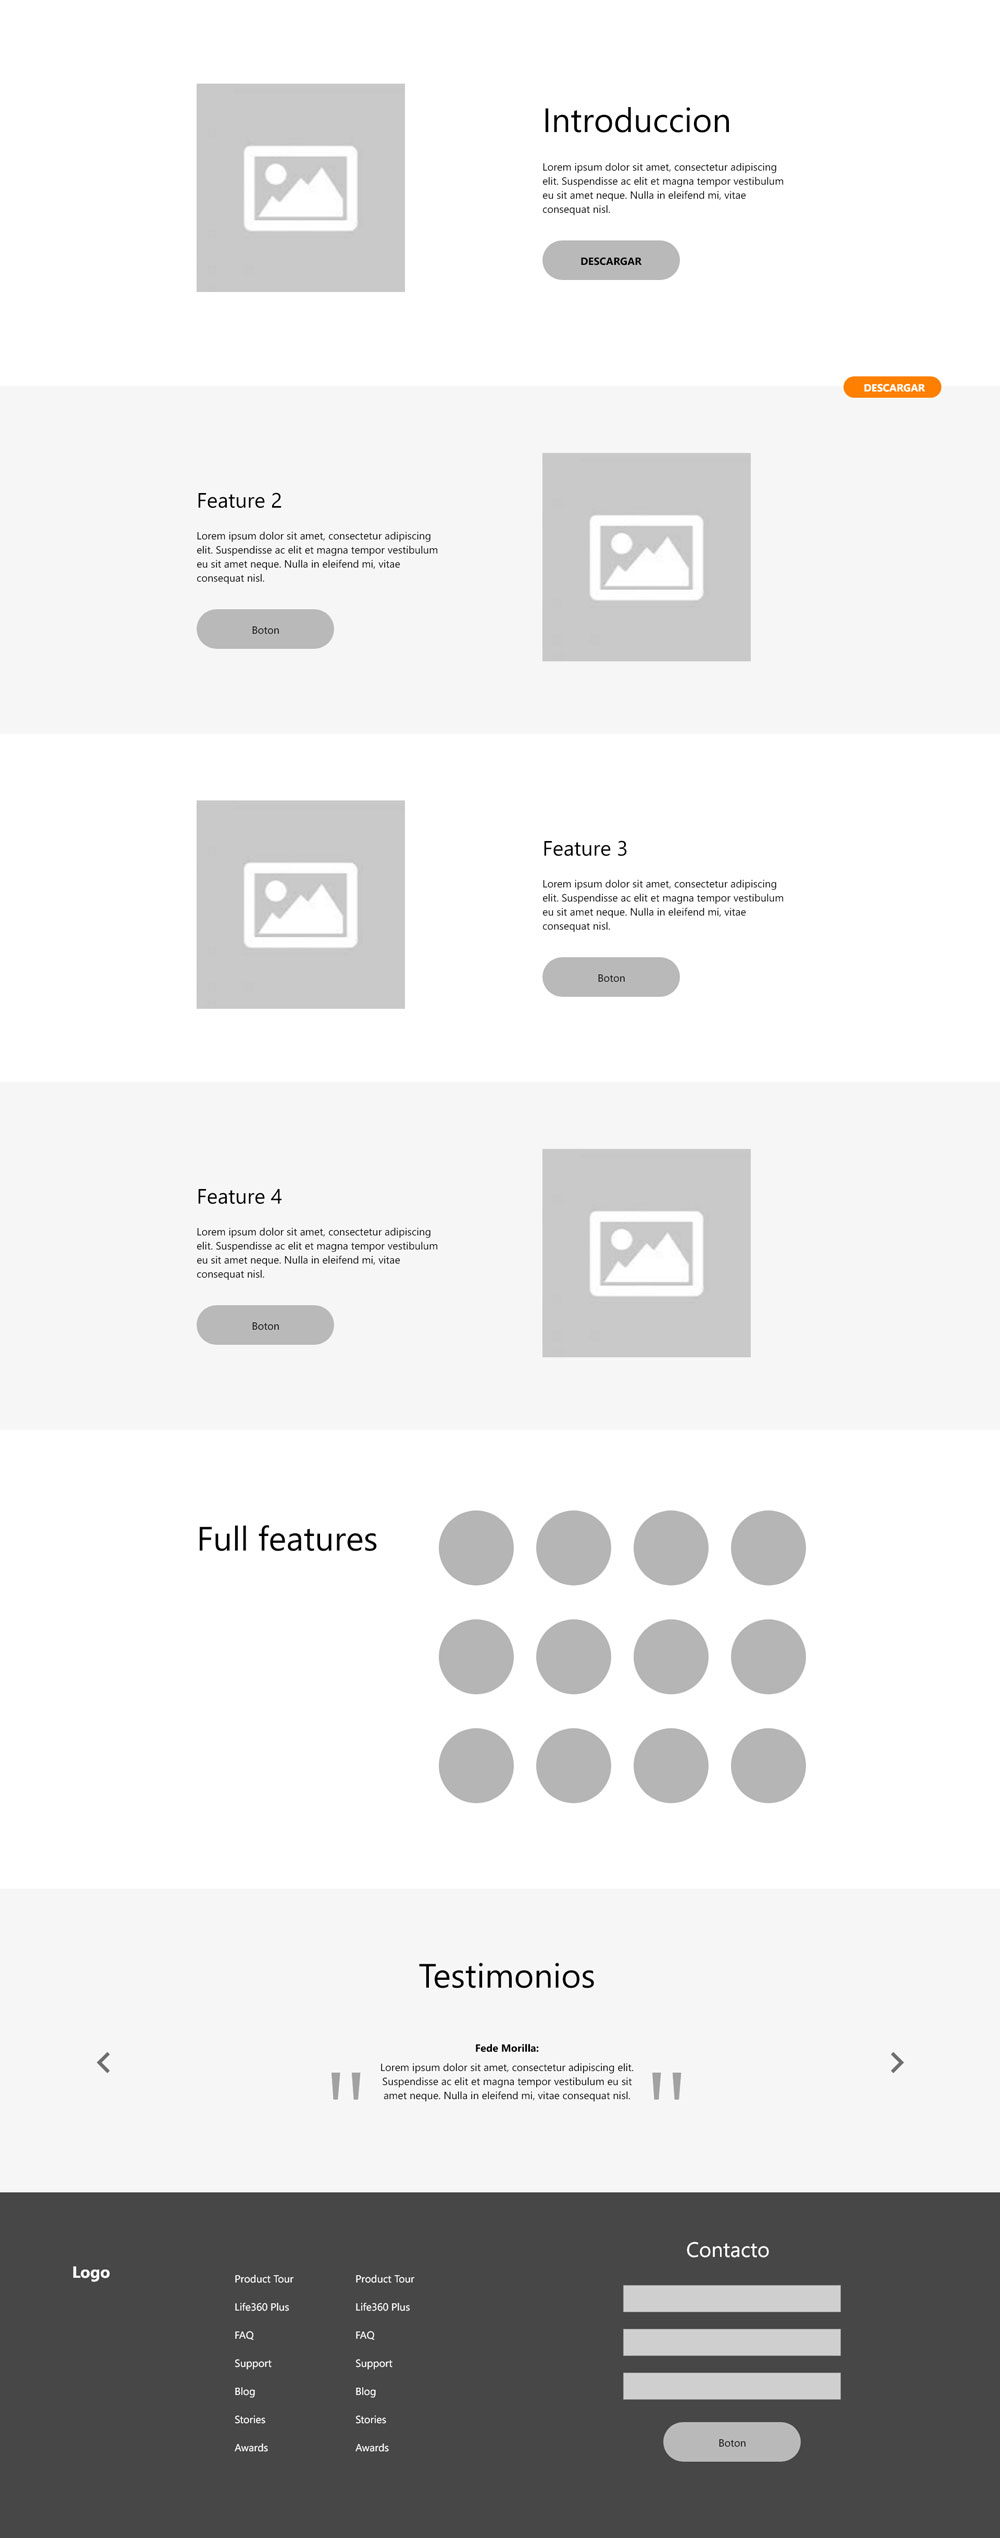 Introduccion
Lorem ipsum dolor sit amet, consectetur adipiscing
elit. Suspendisse ac elit et magna tempor vestibulum
eu sit amet neque. Nulla in eleifend mi, vitae
consequat nisl.
DESCARGAR
DESCARGAR
Feature 2
Lorem ipsum dolor sit amet, consectetur adipiscing
elit. Suspendisse ac elit et magna tempor vestibulum
eu sit amet neque. Nulla in eleifend mi, vitae
consequat nisl.
Boton
Feature 3
Lorem ipsum dolor sit amet, consectetur adipiscing
elit. Suspendisse ac elit et magna tempor vestibulum
eu sit amet neque. Nulla in eleifend mi, vitae
consequat nisl.
Boton
Feature 4
Lorem ipsum dolor sit amet, consectetur adipiscing
elit. Suspendisse ac elit et magna tempor vestibulum
eu sit amet neque. Nulla in eleifend mi, vitae
consequat nisl.
Boton
Full features
Testimonios
Fede Morilla:
"Lorem ipsum dolor sit amet, consectetur adipiscing elit.
Suspendisse ac elit et magna tempor vestibulum eu sit
amet neque. Nulla in eleifend mi, vitae consequat nisl."
Logo
Product Tour
Life360 Plus
FAQ
Support
Blog
Stories
Awards
Product Tour
Life360 Plus
FAQ
Support
Blog
Stories
Awards
Contacto
Boton